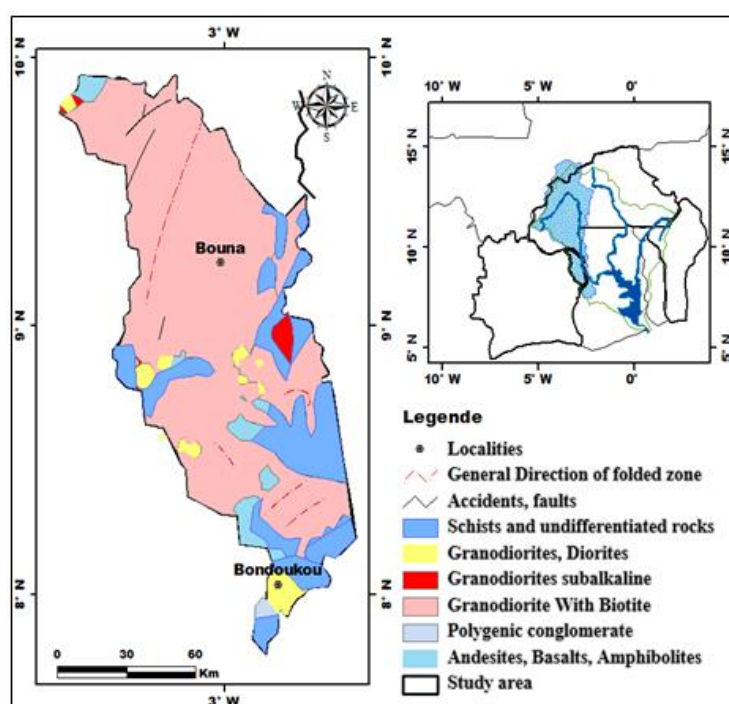 3° W
10° N
10° N
N
W
E
S
Bouna
9° N
9° N
Bondoukou
8° N
8° N
0
30
60
Km
3° W
10° W
5° W
0°
15° N
15° N
10° N
10° N
5° N
5° N
10° W
5° W
0°
Legende
Localities
General Direction of folded zone
Accidents, faults
Schists and undifferentiated rocks
Granodiorites, Diorites
Granodiorites subalkaline
Granodiorite With Biotite
Polygenic conglomerate
Andesites, Basalts, Amphibolites
Study area